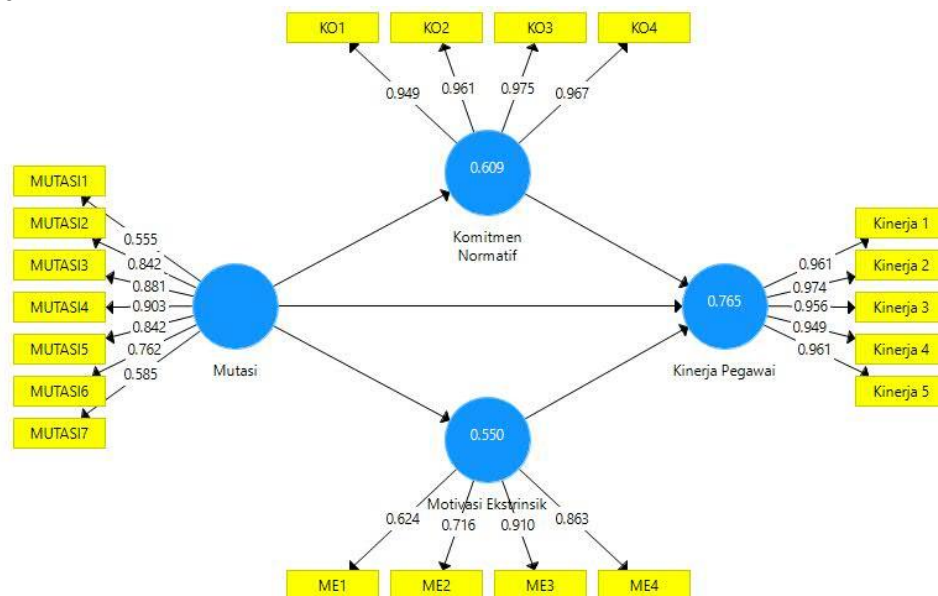 KO1
KO2
KO3
KO4
0.949
0.961
0.975
0.967
0.609
Komitmen
Normatif
MUTASI1
MUTASI2
MUTASI3
MUTASI4
MUTASI5
MUTASI6
MUTASI7
0.555
0.842
0.881
0.903
0.842
0.762
0.585
Mutasi
0.765
Kinerja Pegawai
0.961
0.974
0.956
0.949
0.961
Kinerja 1
Kinerja 2
Kinerja 3
Kinerja 4
Kinerja 5
0.550
Motivasi Ekstrinsik
0.624
0.716
0.910
0.863
ME1
ME2
ME3
ME4